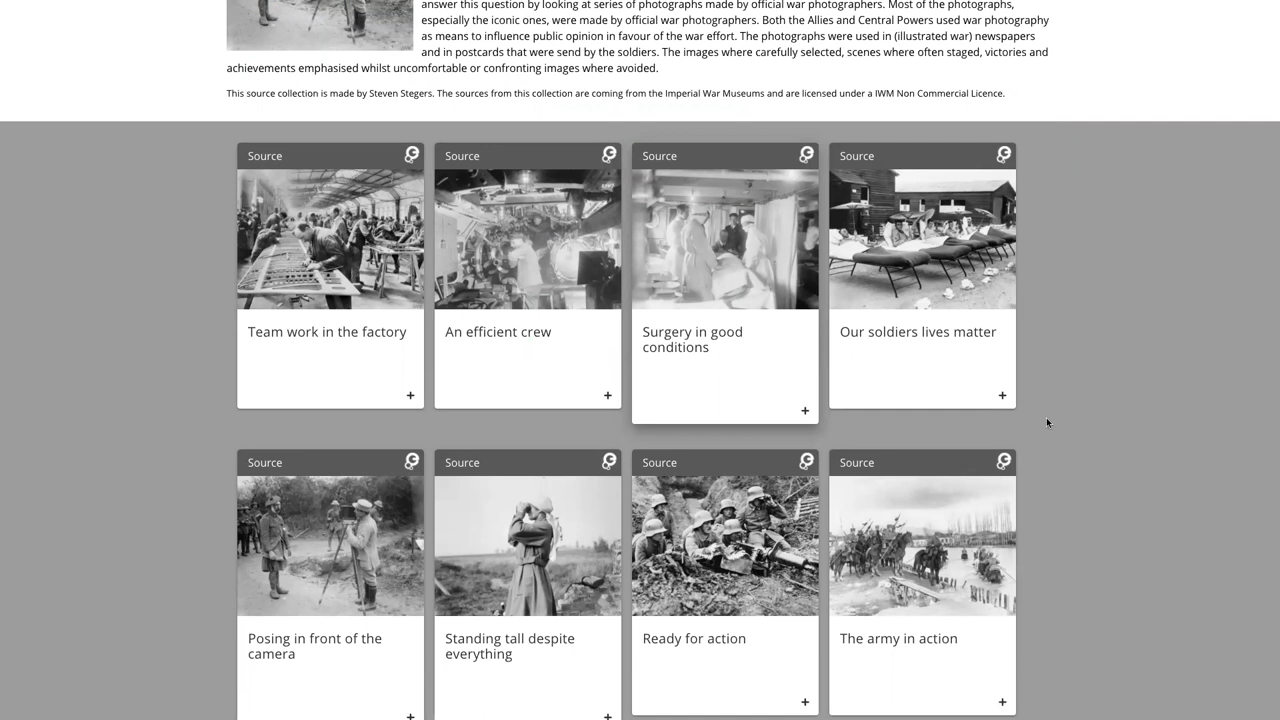 answer this question by looking at series of photographs made by official war photographers. Most of the photographs,
especially the iconic ones, were made by official war photographers. Both the Allies and Central Powers used war photography
as means to influence public opinion in favour of the war effort. The photographs were used in (illustrated war) newspapers
and in postcards that were send by the soldiers. The images where carefully selected, scenes where often staged, victories and
achievements emphasised whilst uncomfortable or confronting images where avoided.
This source collection is made by Steven Stegers. The sources from this collection are coming from the Imperial War Museums and are licensed under a IWM Non Commercial Licence.
Source
Source
Source
Source
Team work in the factory
An efficient crew
Surgery in good
conditions
Our soldiers lives matter
+
+
+
+
Source
Source
Source
Source
Posing in front of the
camera
Standing tall despite
everything
Ready for action
The army in action
+
+
+
+